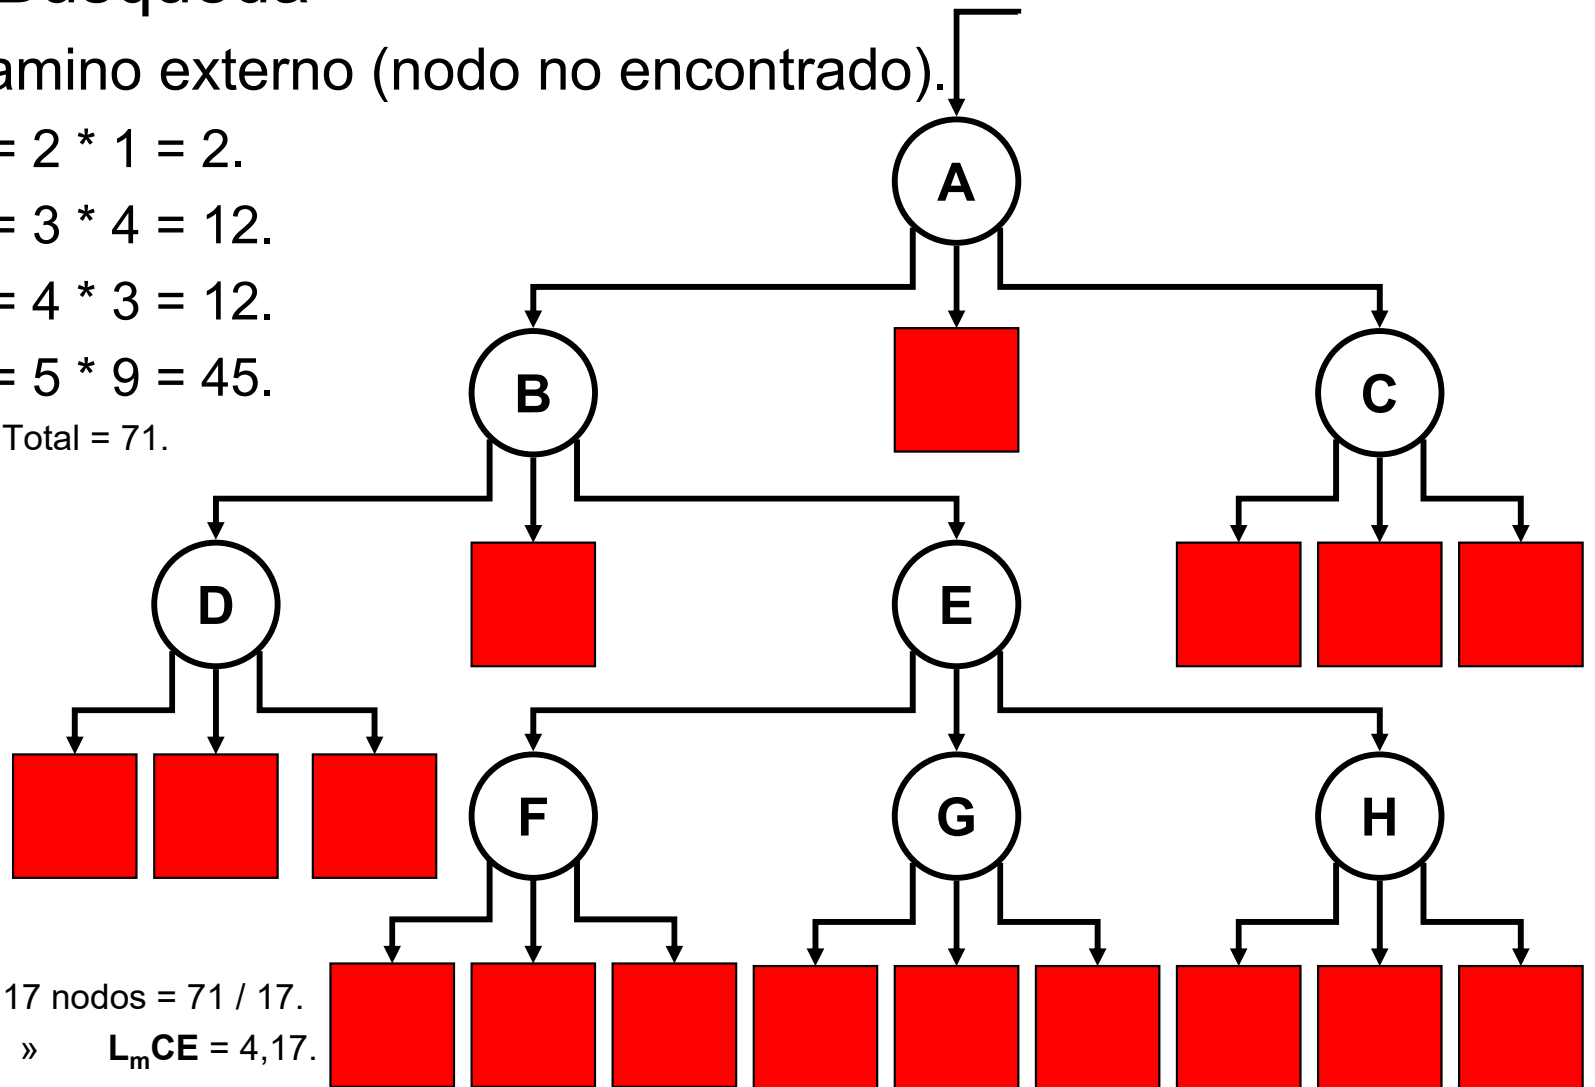 Búsqueda
amino externo (nodo no encontrado).
= 2 * 1 = 2.
= 3 * 4 = 12.
= 4 * 3 = 12.
= 5 * 9 = 45.
Total = 71.
A
B
C
D
E
F
G
H
17 nodos = 71 / 17.
» LmCE = 4,17.